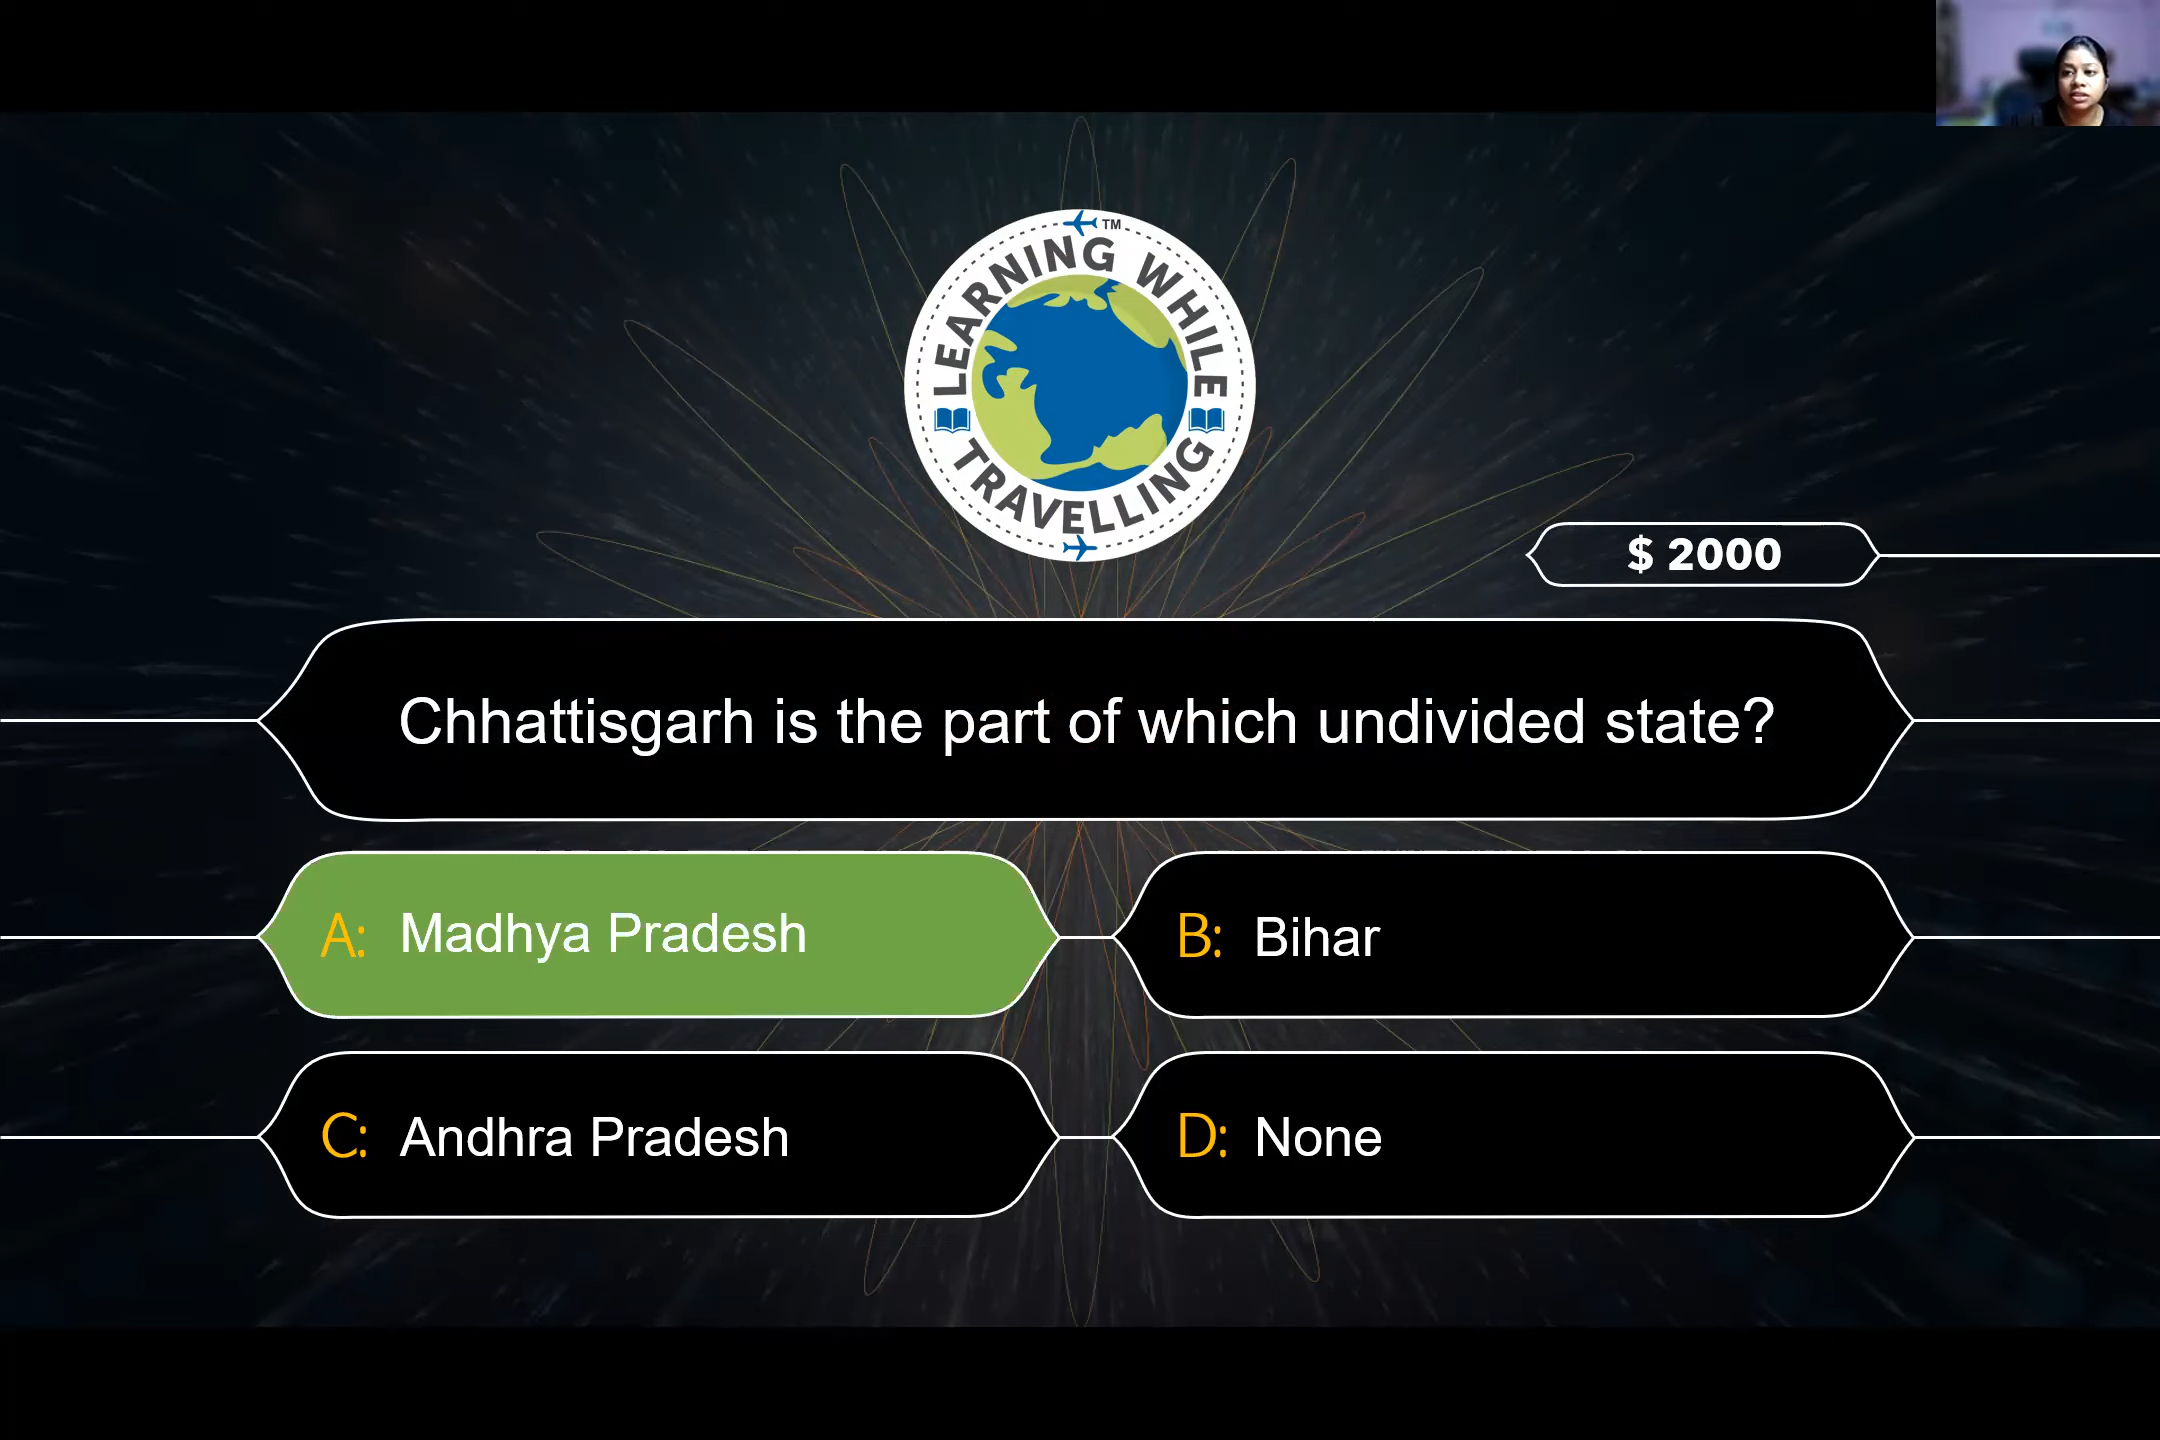 LEARNING WHILE
TM
TRAVELLING
$ 2000
Chhattisgarh is the part of which undivided state?
A: Madhya Pradesh
B: Bihar
C: Andhra Pradesh
D: None